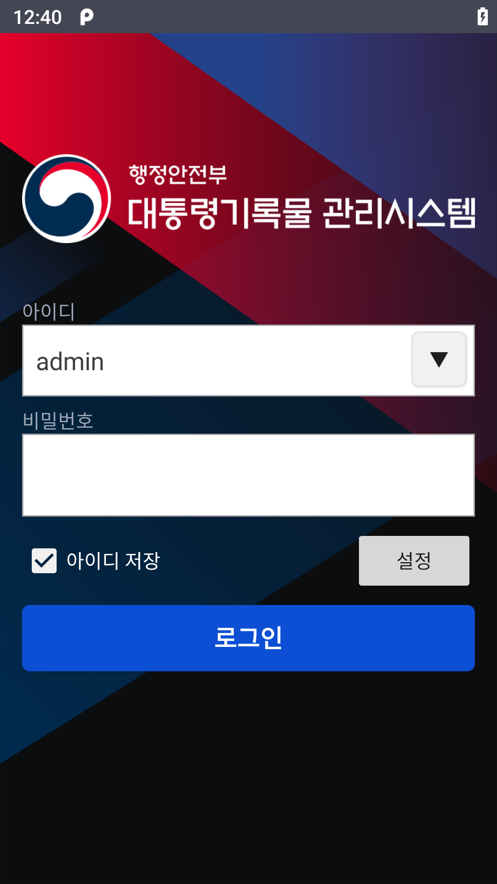 12:40
행정안전부
대통령기록물 관리시스템
아이디
admin
▼
비밀번호
아이디 저장
설정
로그인